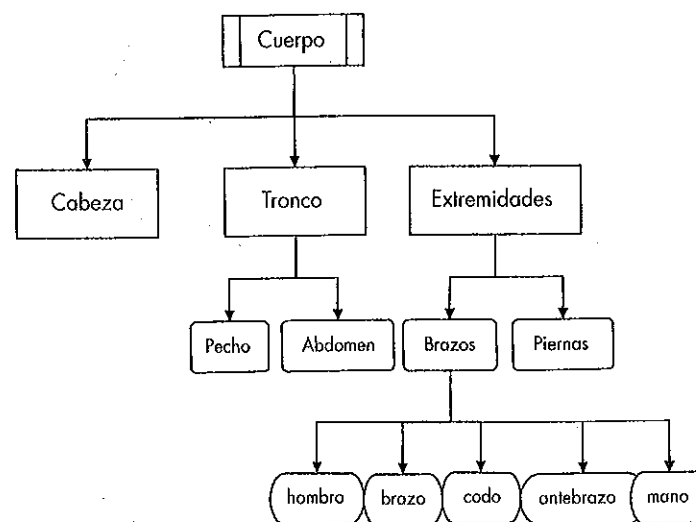 Cuerpo
Cabeza
Tronco
Extremidades
Pecho
Abdomen
Brazos
Piernas
hombro
brazo
codo
antebrazo
mano